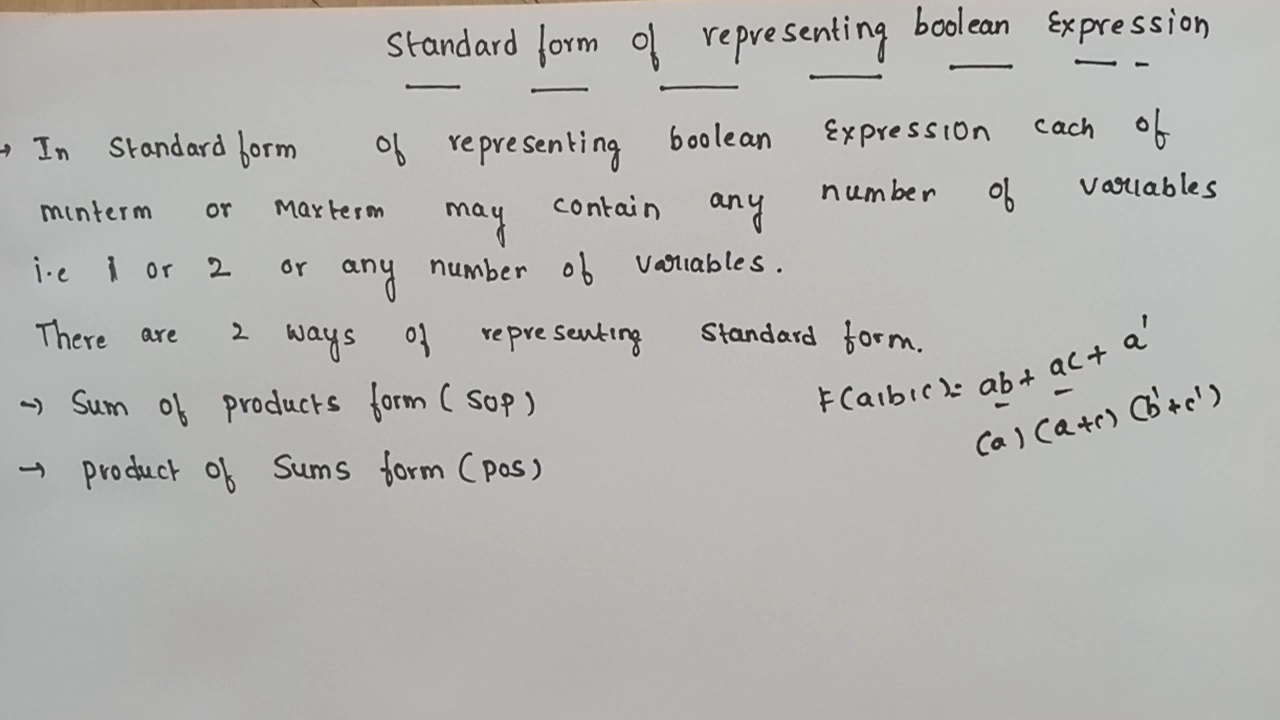 Standard form of representing boolean Expression
→ In Standard form of representing boolean Expression each of
minterm or Maxterm may contain any number of variables
i.e 1 or 2 or any number of variables.
There are 2 ways of representing Standard form.
→ Sum of products form (SOP)
→ product of Sums form (pos)
F(a,b,c)= ab + ac + a'
(a) (a+c) (b'+c')